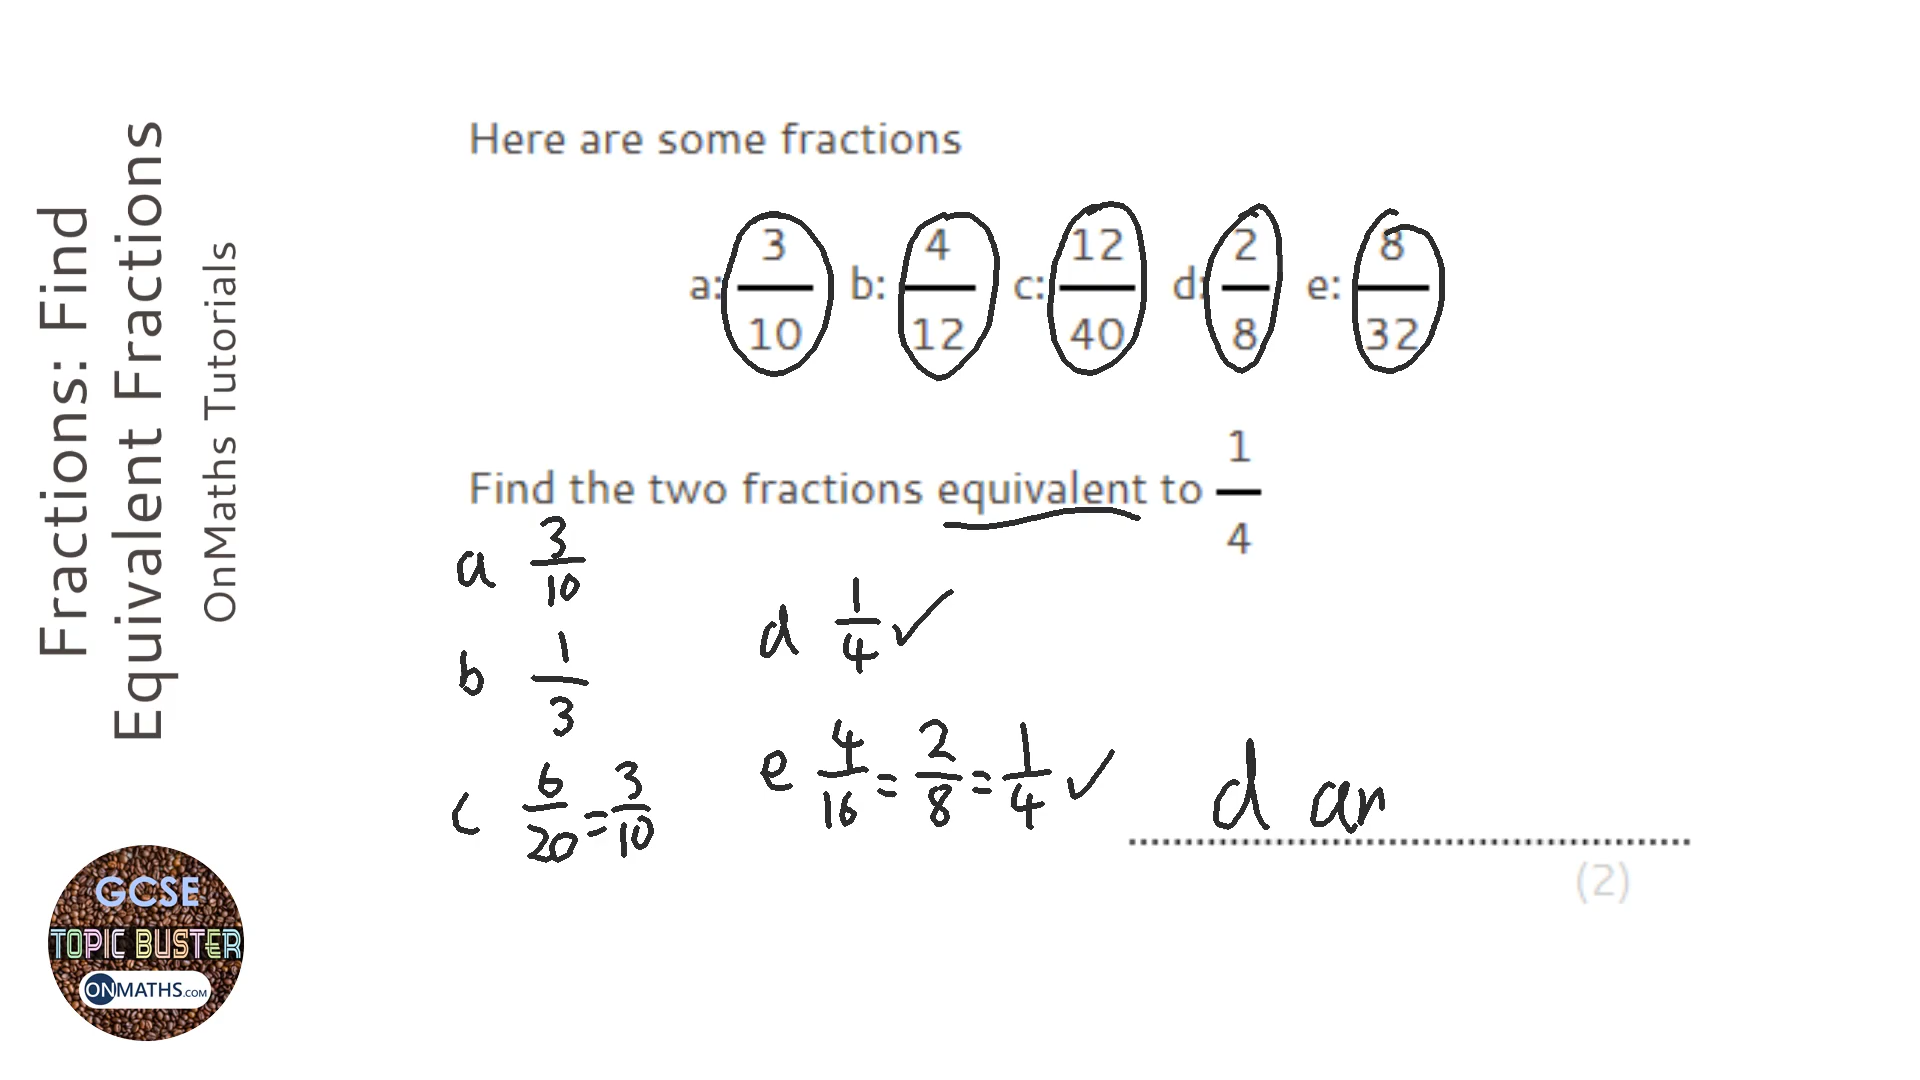 Fractions: Find
Equivalent Fractions
OnMaths Tutorials
Here are some fractions
a: 3/10 b: 4/12 c: 12/40 d: 2/8 e: 8/32
Find the two fractions equivalent to 1/4
a 3/10
b 1/3
c 6/20 = 3/10
d 1/4 ✓
e 4/16 = 2/8 = 1/4 ✓
d an
(2)
GCSE
TOPIC BUSTER
ONMATHS.COM